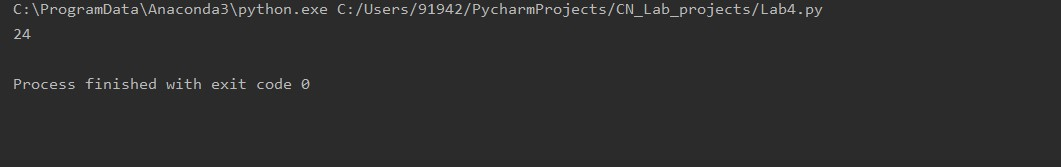 C:\ProgramData\Anaconda3\python.exe C:/Users/91942/PycharmProjects/CN_Lab_projects/Lab4.py
24
Process finished with exit code 0